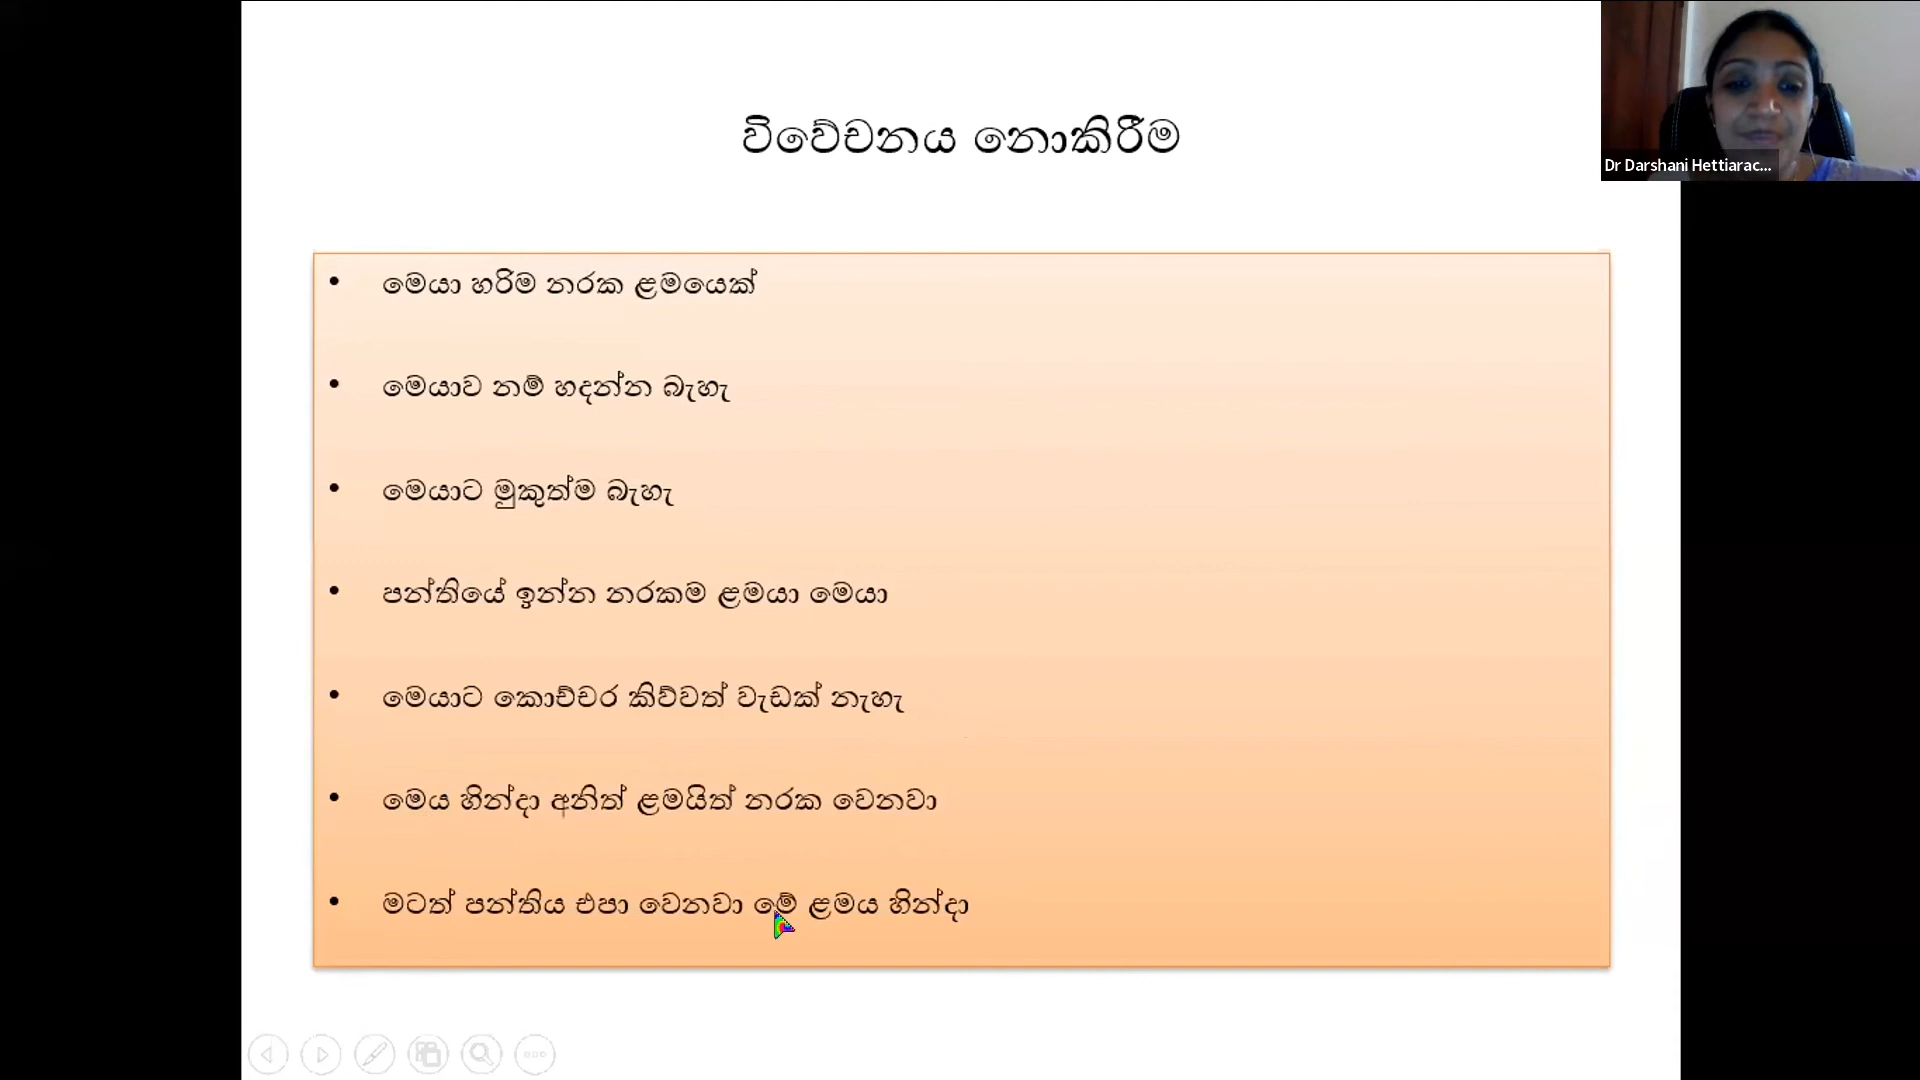 විවේචනය නොකිරීම
Dr Darshani Hettiarac...
• මෙයා හරිම නරක ළමයෙක්
• මෙයාව නම් හදන්න බැහැ
• මෙයාට මුකුත්ම බැහැ
• පන්තියේ ඉන්න නරකම ළමයා මෙයා
• මෙයාට කොච්චර කිව්වත් වැඩක් නැහැ
• මෙය හින්දා අනිත් ළමයිත් නරක වෙනවා
• මටත් පන්තිය එපා වෙනවා මේ ළමය හින්දා